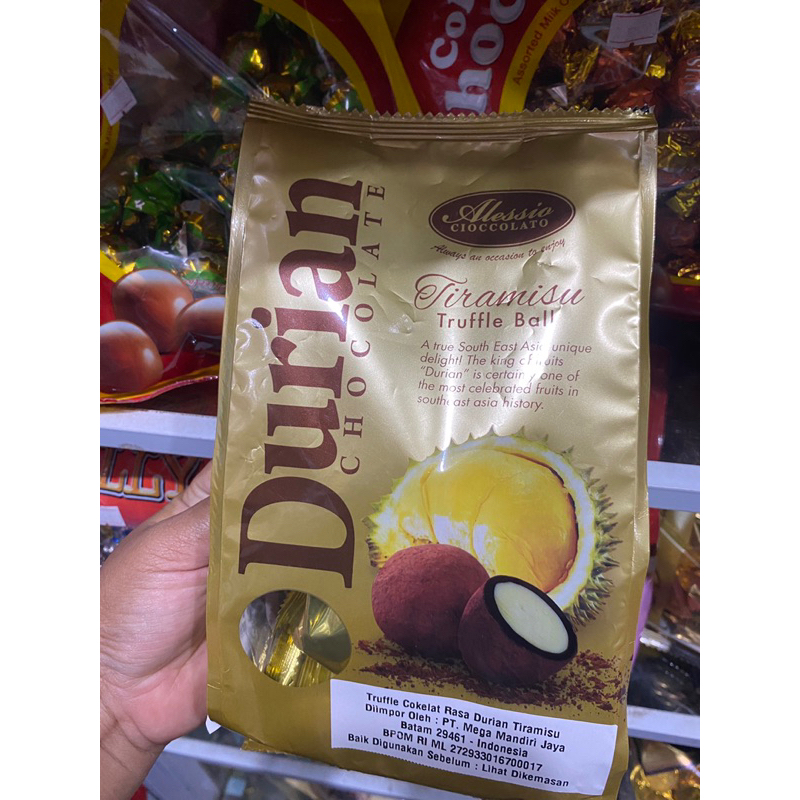 Durian
CHOCOLATE
Alessio
CIOCCOLATO
Always an occasion to enjoy
Tiramisu
Truffle Ball
A true South East Asia unique
delight! The king of fruits
"Durian" is certainly one of
the most celebrated fruits in
southeast asia history.
Truffle Cokelat Rasa Durian Tiramisu
Diimpor Oleh : PT. Mega Mandiri Jaya
Batam 29461 - Indonesia
BPOM RI ML 272933016700017
Baik Digunakan Sebelum : Lihat Dikemasan
Assorted Milk